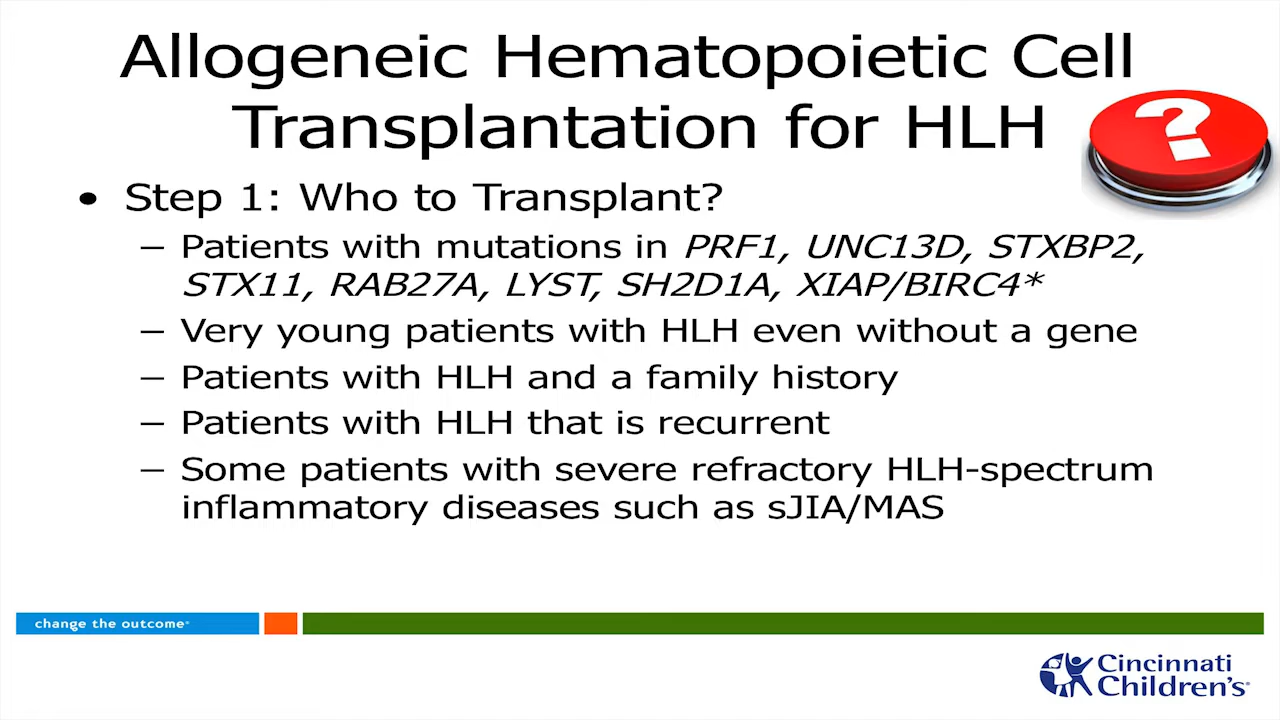 Allogeneic Hematopoietic Cell
Transplantation for HLH
?
• Step 1: Who to Transplant?
– Patients with mutations in PRF1, UNC13D, STXBP2,
STX11, RAB27A, LYST, SH2D1A, XIAP/BIRC4*
– Very young patients with HLH even without a gene
– Patients with HLH and a family history
– Patients with HLH that is recurrent
– Some patients with severe refractory HLH-spectrum
inflammatory diseases such as sJIA/MAS
change the outcome®
Cincinnati
Children's®